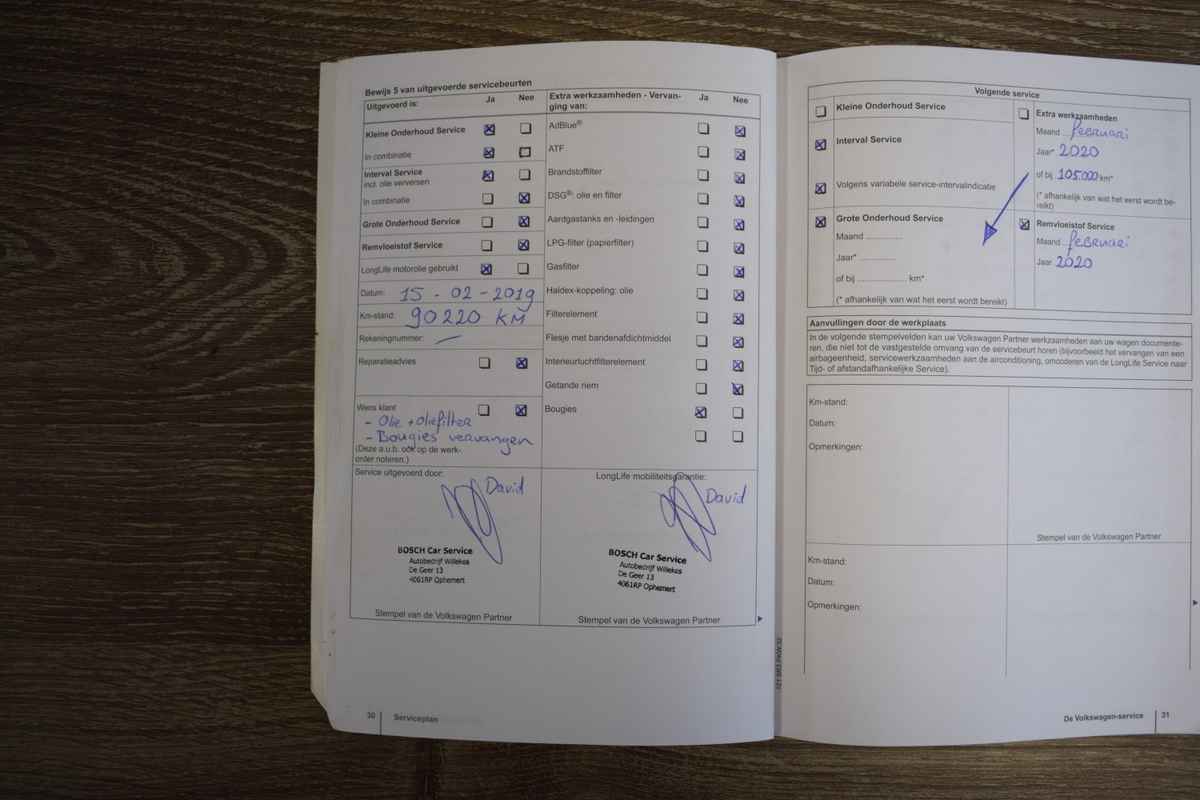 Bewijs 5 van uitgevoerde servicebeurten
Uitgevoerd is: Ja Nee
Kleine Onderhoud Service
In combinatie
Interval Service
incl. olie verversen
In combinatie
Grote Onderhoud Service
Remvloeistof Service
LongLife motorolie gebruikt
Datum: 15-02-2019
Km-stand: 90220 KM
Rekeningnummer:
Reparatieadvies
Wens klant
- Olie + oliefilter
- Bougies vervangen
(Deze a.u.b. ook op de werk-
order noteren.)
Service uitgevoerd door:
David
BOSCH Car Service
Autobedrijf Willekes
De Geer 13
4061RP Ophemert
Stempel van de Volkswagen Partner
Extra werkzaamheden - Vervan-
ging van: Ja Nee
AdBlue®
ATF
Brandstoffilter
DSG®: olie en filter
Aardgastanks en -leidingen
LPG-filter (papierfilter)
Gasfilter
Haldex-koppeling: olie
Filterelement
Flesje met bandenafdichtmiddel
Interieurluchtfilterelement
Getande riem
Bougies
LongLife mobiliteitsgarantie:
David
BOSCH Car Service
Autobedrijf Willekes
De Geer 13
4061RP Ophemert
Stempel van de Volkswagen Partner
30 Serviceplan
Volgende service
Kleine Onderhoud Service
Interval Service
Volgens variabele service-intervalindicatie
Grote Onderhoud Service
Maand ..............
Jaar* ..............
of bij .................... km*
(* afhankelijk van wat het eerst wordt bereikt)
Extra werkzaamheden
Maand februari
Jaar* 2020
of bij 105.000 km*
(* afhankelijk van wat het eerst wordt be-
reikt)
Remvloeistof Service
Maand februari
Jaar 2020
Aanvullingen door de werkplaats
In de volgende stempelvelden kan uw Volkswagen Partner werkzaamheden aan uw wagen documente-
ren, die niet tot de vastgestelde omvang van de servicebeurt horen (bijvoorbeeld het vervangen van een
airbageenheid, servicewerkzaamheden aan de airconditioning, omcoderen van de LongLife Service naar
Tijd- of afstandafhankelijke Service).
Km-stand:
Datum:
Opmerkingen:
Stempel van de Volkswagen Partner
Km-stand:
Datum:
Opmerkingen:
De Volkswagen-service 31